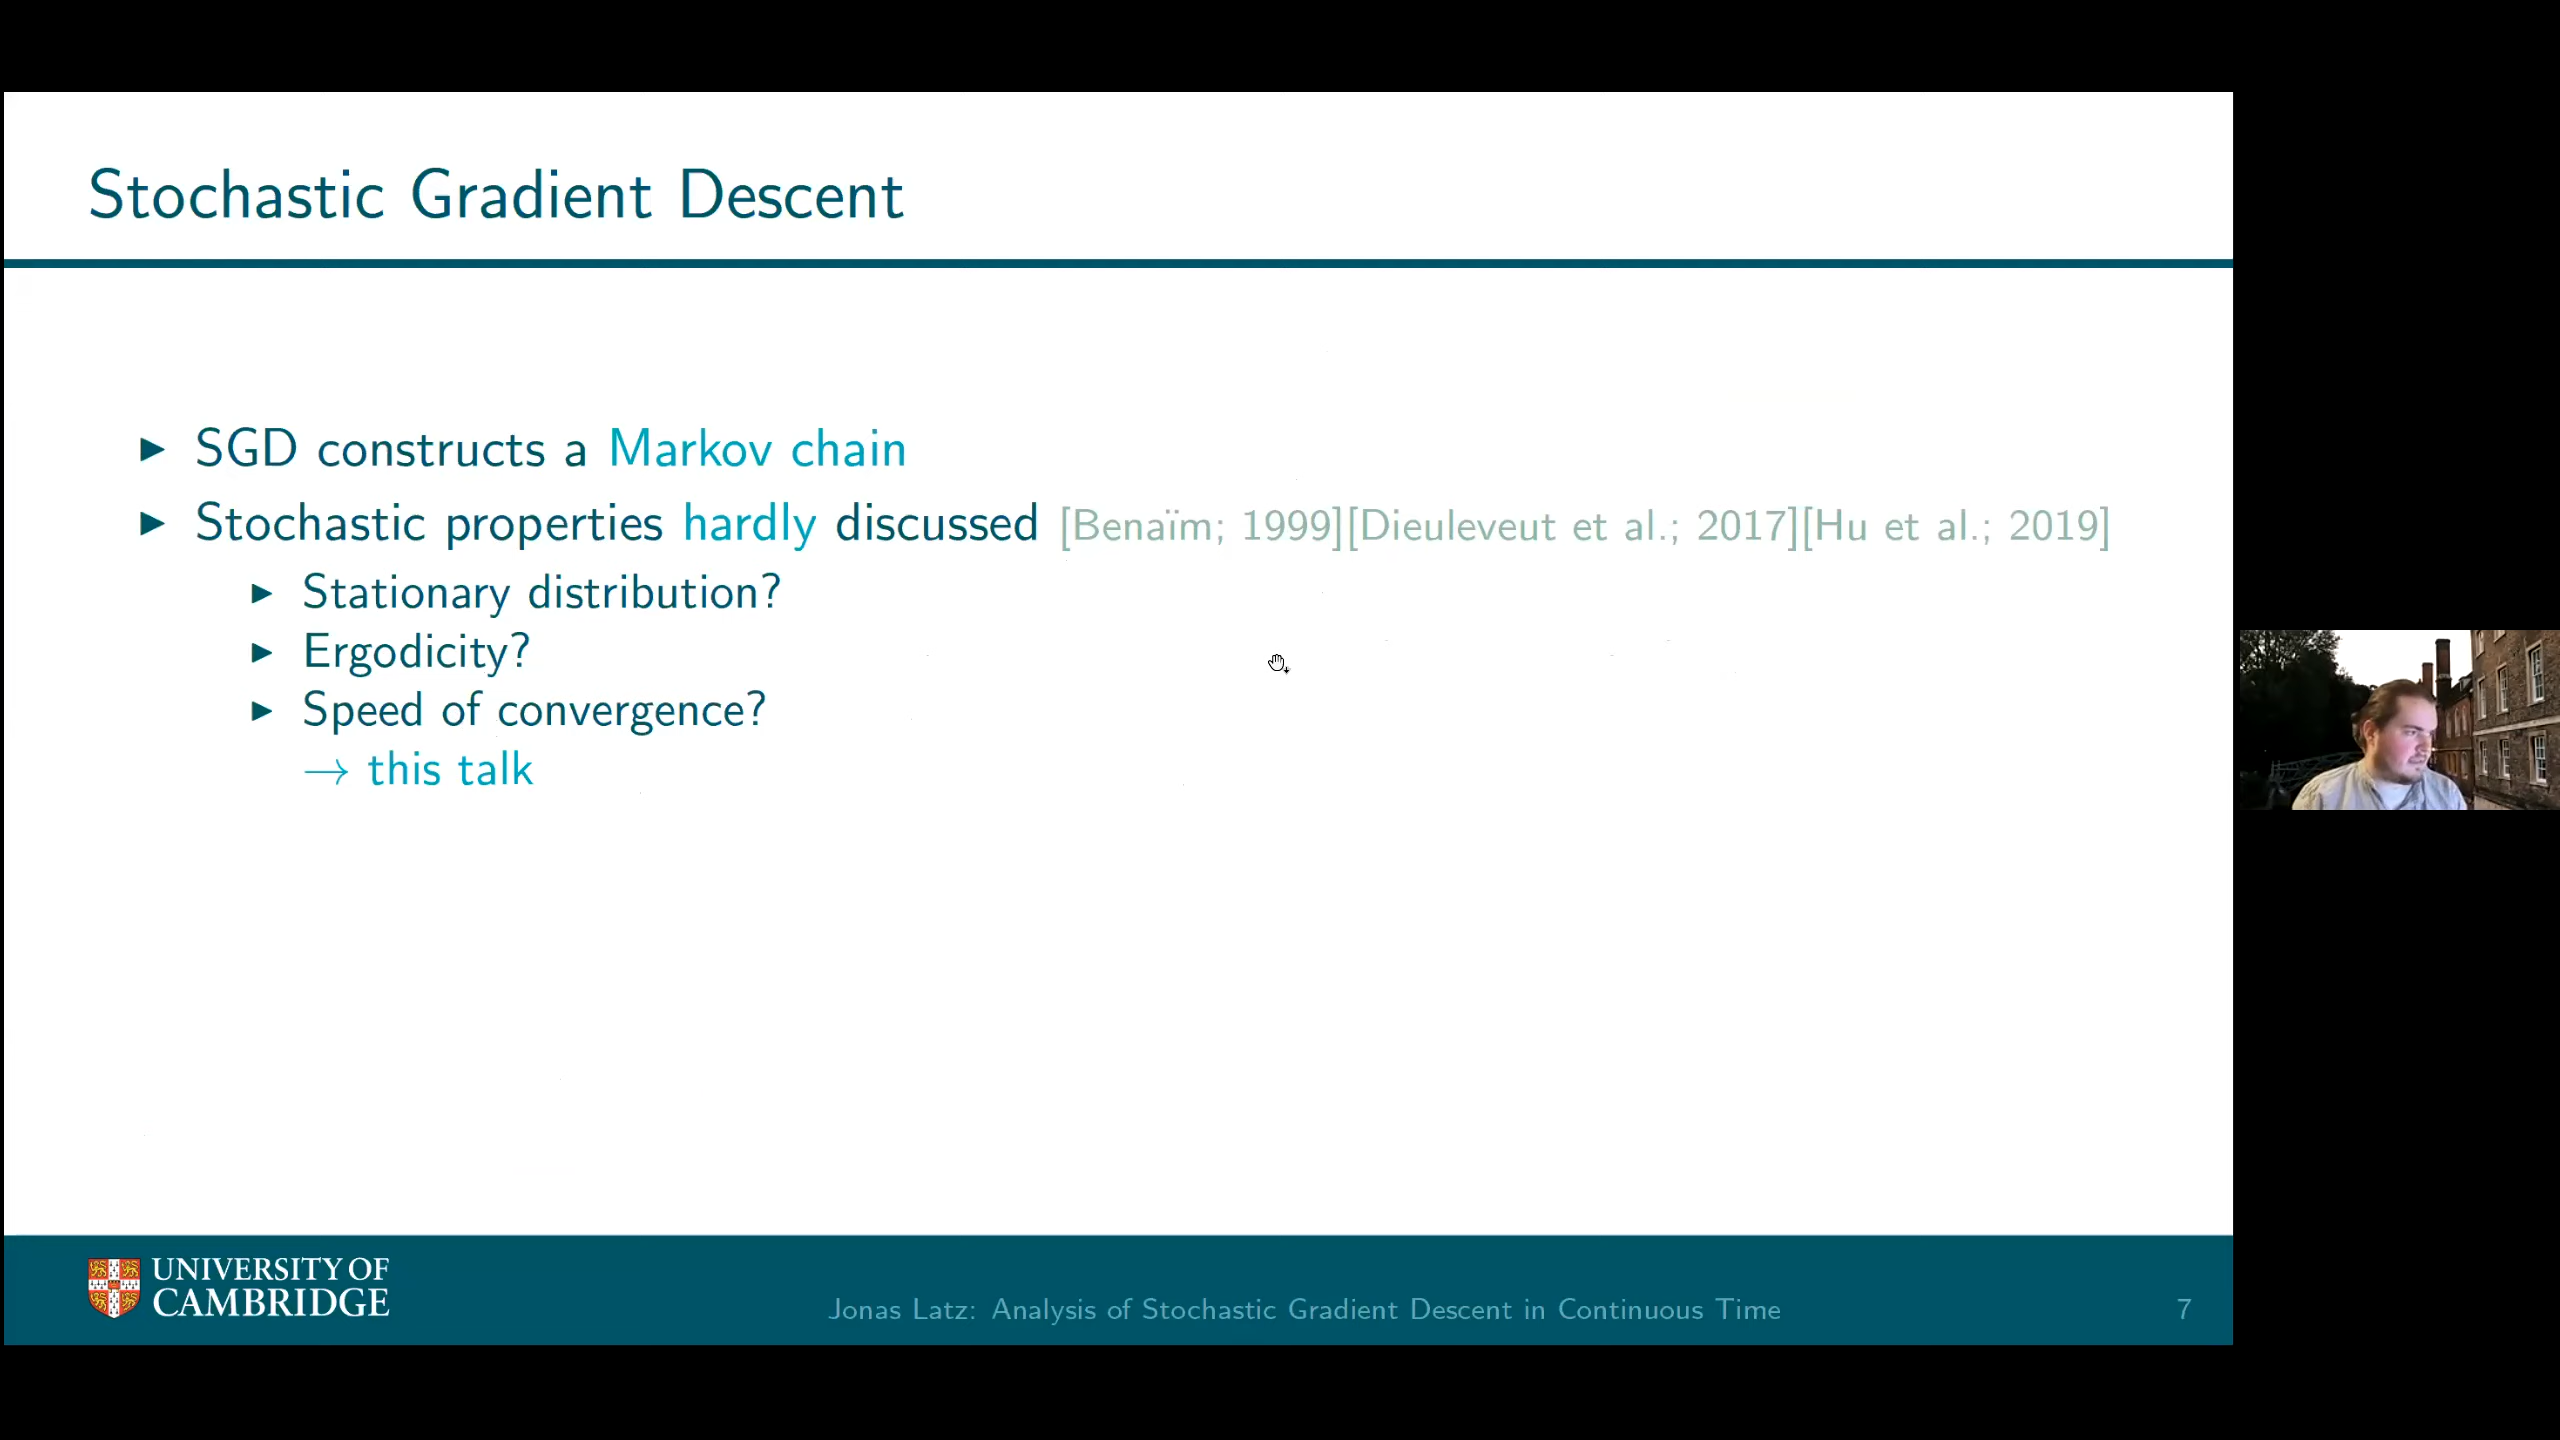 Stochastic Gradient Descent
▶ SGD constructs a Markov chain
▶ Stochastic properties hardly discussed [Benaïm; 1999][Dieuleveut et al.; 2017][Hu et al.; 2019]
▶ Stationary distribution?
▶ Ergodicity?
▶ Speed of convergence?
→ this talk
UNIVERSITY OF
CAMBRIDGE
Jonas Latz: Analysis of Stochastic Gradient Descent in Continuous Time
7